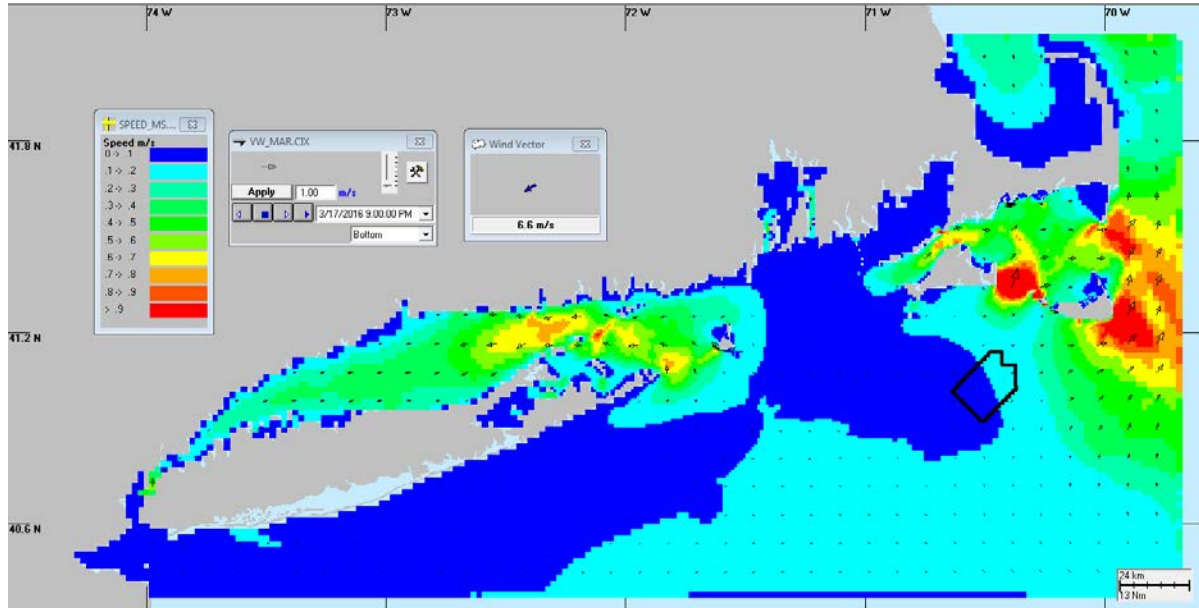 74 W
73 W
72 W
71 W
70 W
41.8 N
41.2 N
40.6 N
SPEED_MS...
Speed m/s
0-> .1
.1-> .2
.2-> .3
.3-> .4
.4-> .5
.5-> .6
.6-> .7
.7-> .8
.8-> .9
> .9
VW_MAR.CIX
Apply
1.00
m/s
3/17/2016 9:00:00 PM
Bottom
Wind Vector
6.6 m/s
24 km
13 Nm